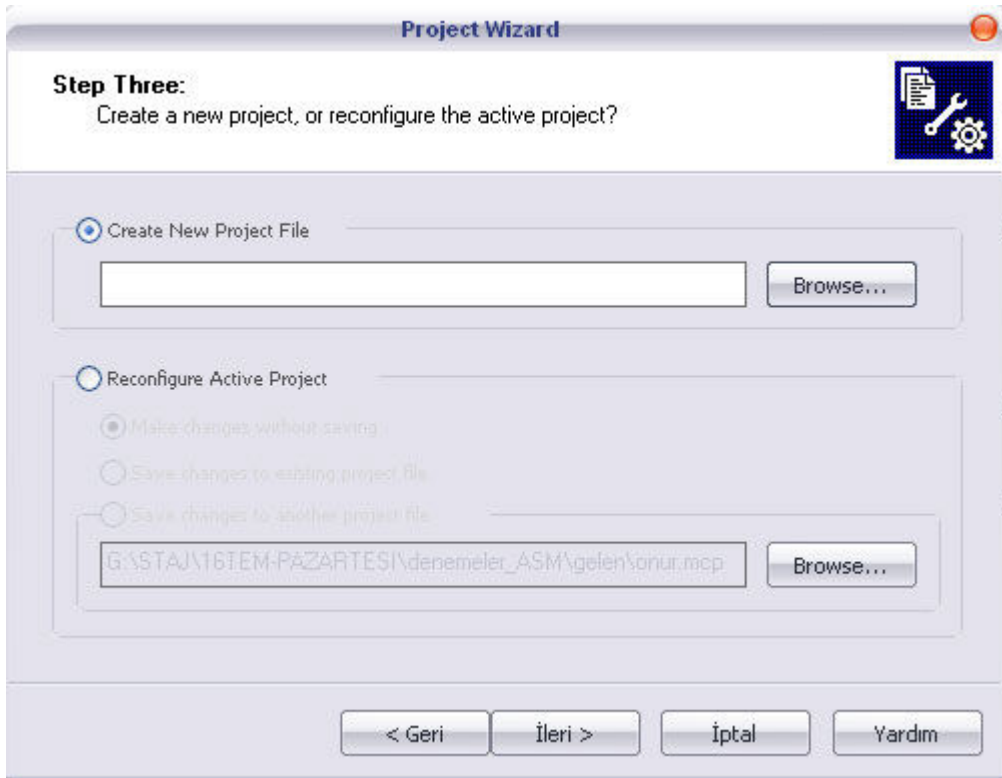 Project Wizard
Step Three:
Create a new project, or reconfigure the active project?
Create New Project File
Browse...
Reconfigure Active Project
Make changes without saving
Save changes to existing project file
Save changes to another project file
G:\STAJ\16TEM-PAZARTESI\denemeler_ASM\gelen\onur.mcp
Browse...
< Geri
İleri >
İptal
Yardım